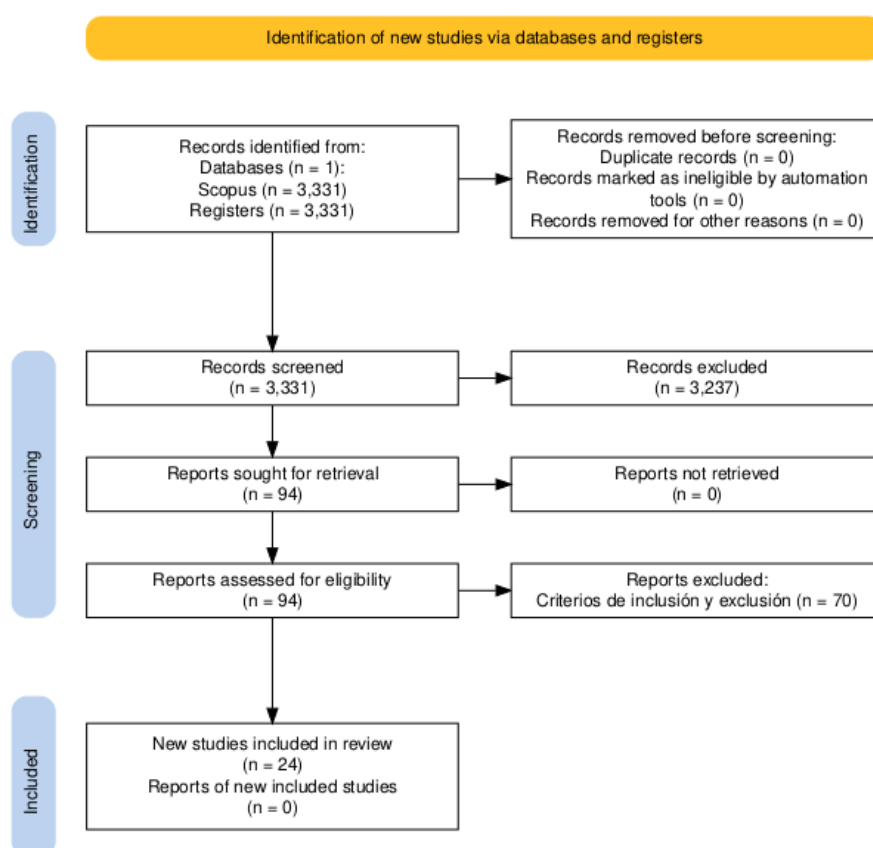 Identification of new studies via databases and registers
Identification
Records identified from:
Databases (n = 1):
Scopus (n = 3,331)
Registers (n = 3,331)
Records removed before screening:
Duplicate records (n = 0)
Records marked as ineligible by automation
tools (n = 0)
Records removed for other reasons (n = 0)
Screening
Records screened
(n = 3,331)
Records excluded
(n = 3,237)
Reports sought for retrieval
(n = 94)
Reports not retrieved
(n = 0)
Reports assessed for eligibility
(n = 94)
Reports excluded:
Criterios de inclusión y exclusión (n = 70)
Included
New studies included in review
(n = 24)
Reports of new included studies
(n = 0)